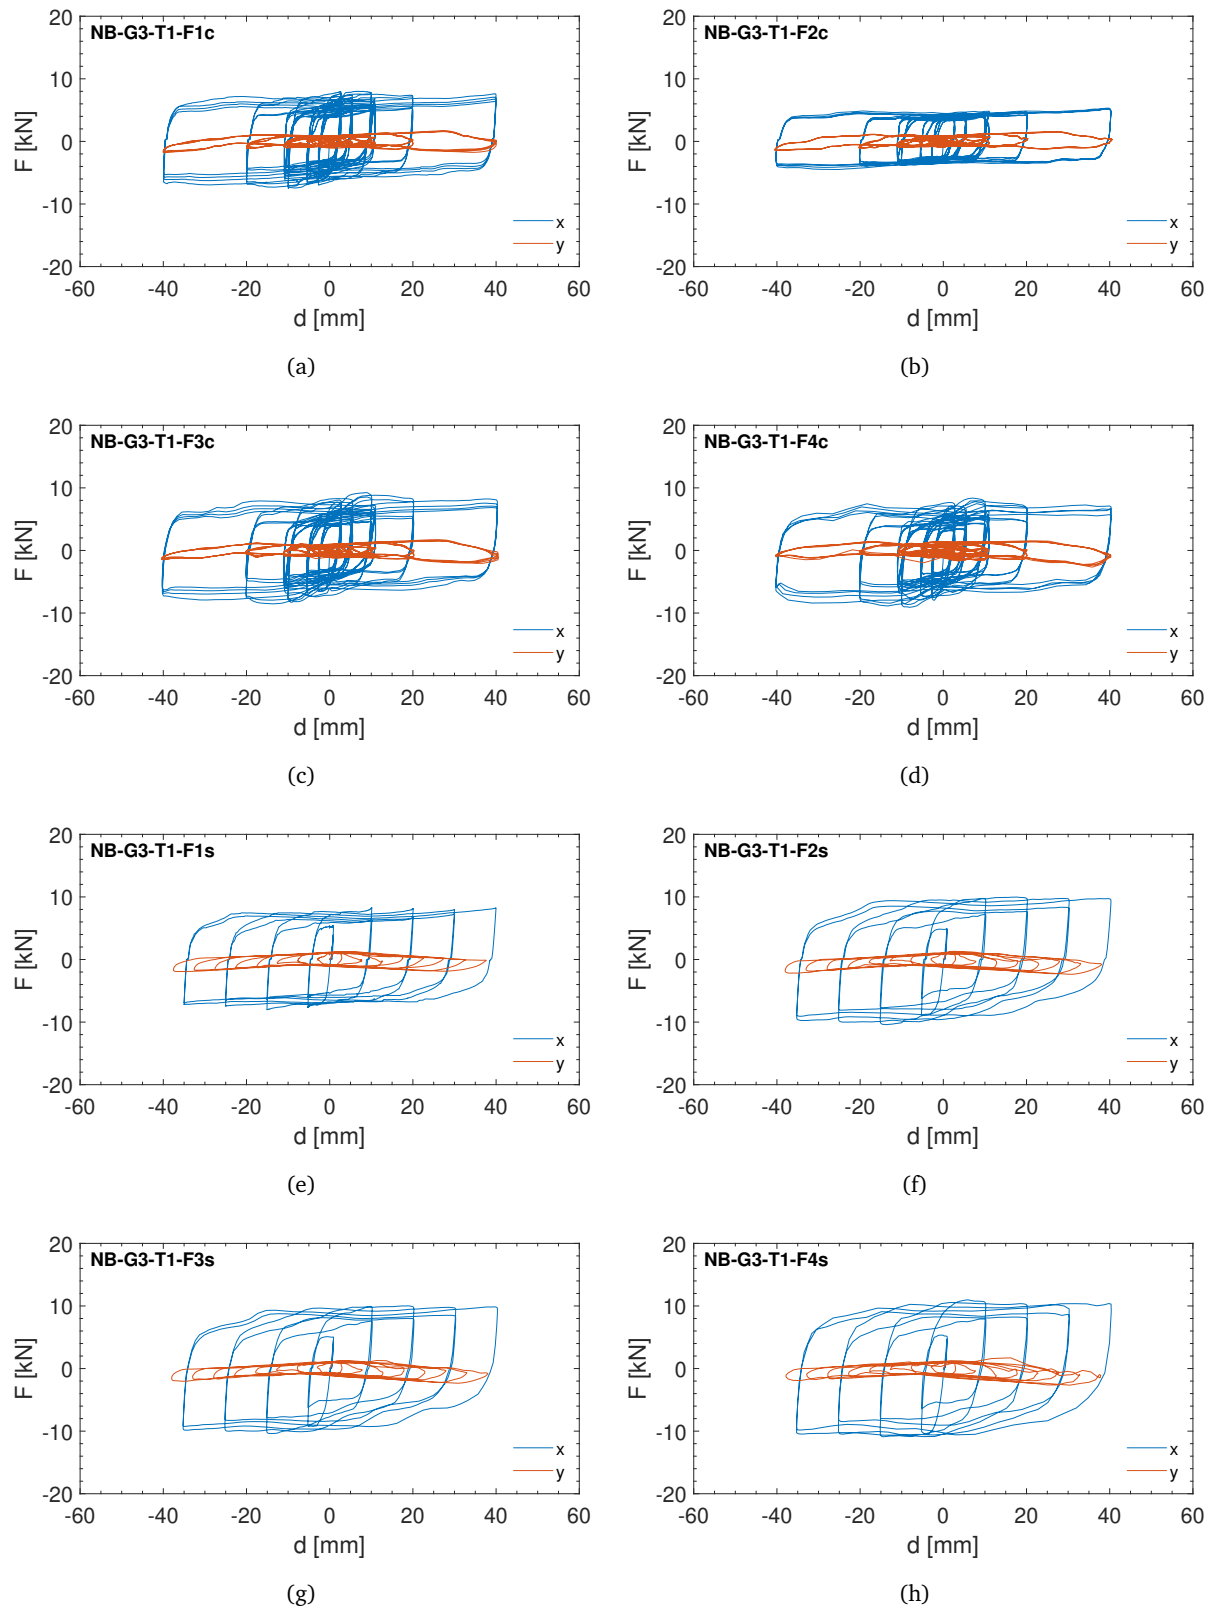 NB-G3-T1-F1c
20
10
0
-10
-20
F [kN]
-60 -40 -20 0 20 40 60
d [mm]
x
y
(a)
NB-G3-T1-F2c
20
10
0
-10
-20
F [kN]
-60 -40 -20 0 20 40 60
d [mm]
x
y
(b)
NB-G3-T1-F3c
20
10
0
-10
-20
F [kN]
-60 -40 -20 0 20 40 60
d [mm]
x
y
(c)
NB-G3-T1-F4c
20
10
0
-10
-20
F [kN]
-60 -40 -20 0 20 40 60
d [mm]
x
y
(d)
NB-G3-T1-F1s
20
10
0
-10
-20
F [kN]
-60 -40 -20 0 20 40 60
d [mm]
x
y
(e)
NB-G3-T1-F2s
20
10
0
-10
-20
F [kN]
-60 -40 -20 0 20 40 60
d [mm]
x
y
(f)
NB-G3-T1-F3s
20
10
0
-10
-20
F [kN]
-60 -40 -20 0 20 40 60
d [mm]
x
y
(g)
NB-G3-T1-F4s
20
10
0
-10
-20
F [kN]
-60 -40 -20 0 20 40 60
d [mm]
x
y
(h)